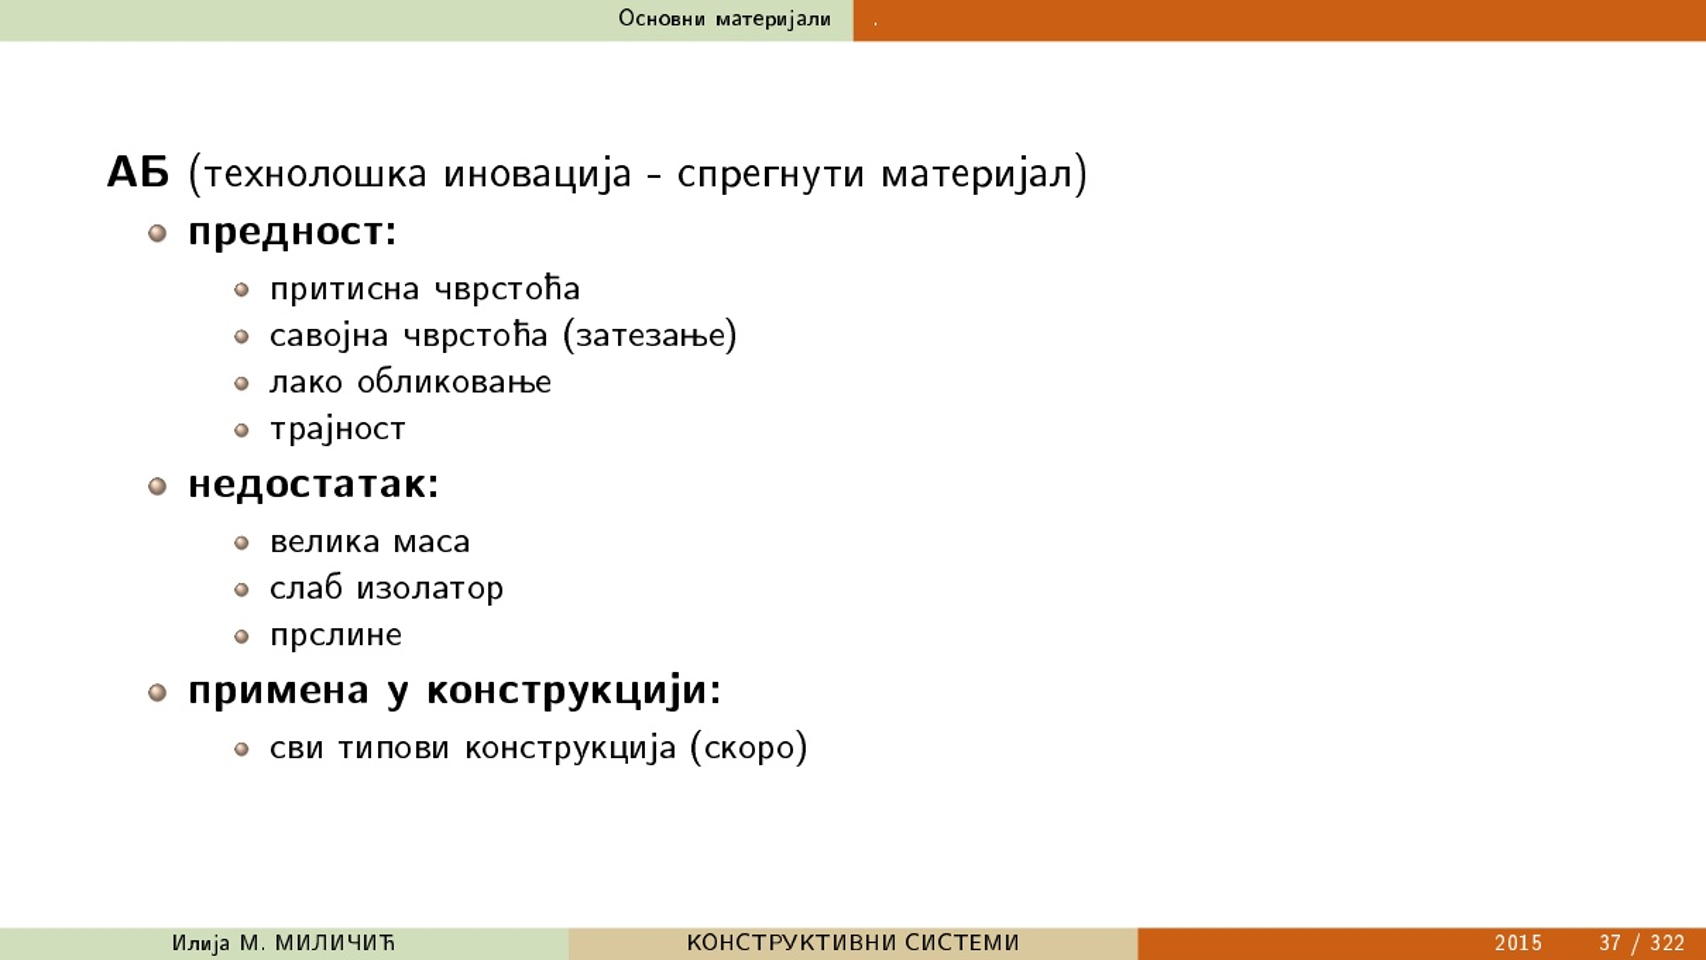 Основни материјали .
АБ (технолошка иновација - спрегнути материјал)
предност:
притисна чврстоћа
савојна чврстоћа (затезање)
лако обликовање
трајност
недостатак:
велика маса
слаб изолатор
прслине
примена у конструкцији:
сви типови конструкција (скоро)
Илија М. МИЛИЧИЋ КОНСТРУКТИВНИ СИСТЕМИ 2015 37 / 322